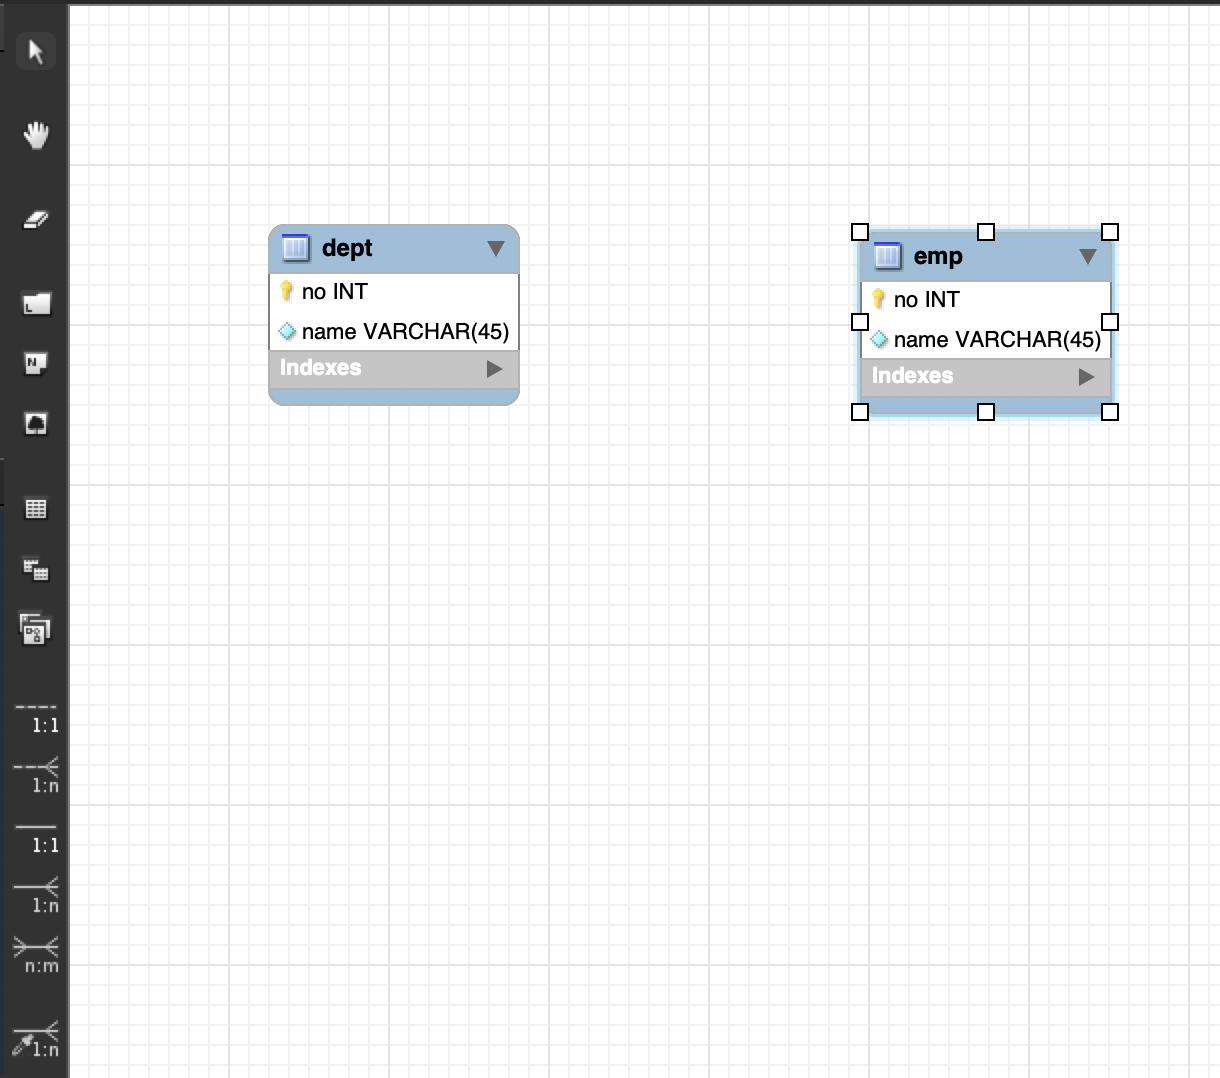 dept
no INT
name VARCHAR(45)
Indexes
emp
no INT
name VARCHAR(45)
Indexes
L
N
1:1
1:n
1:1
1:n
n:m
1:n